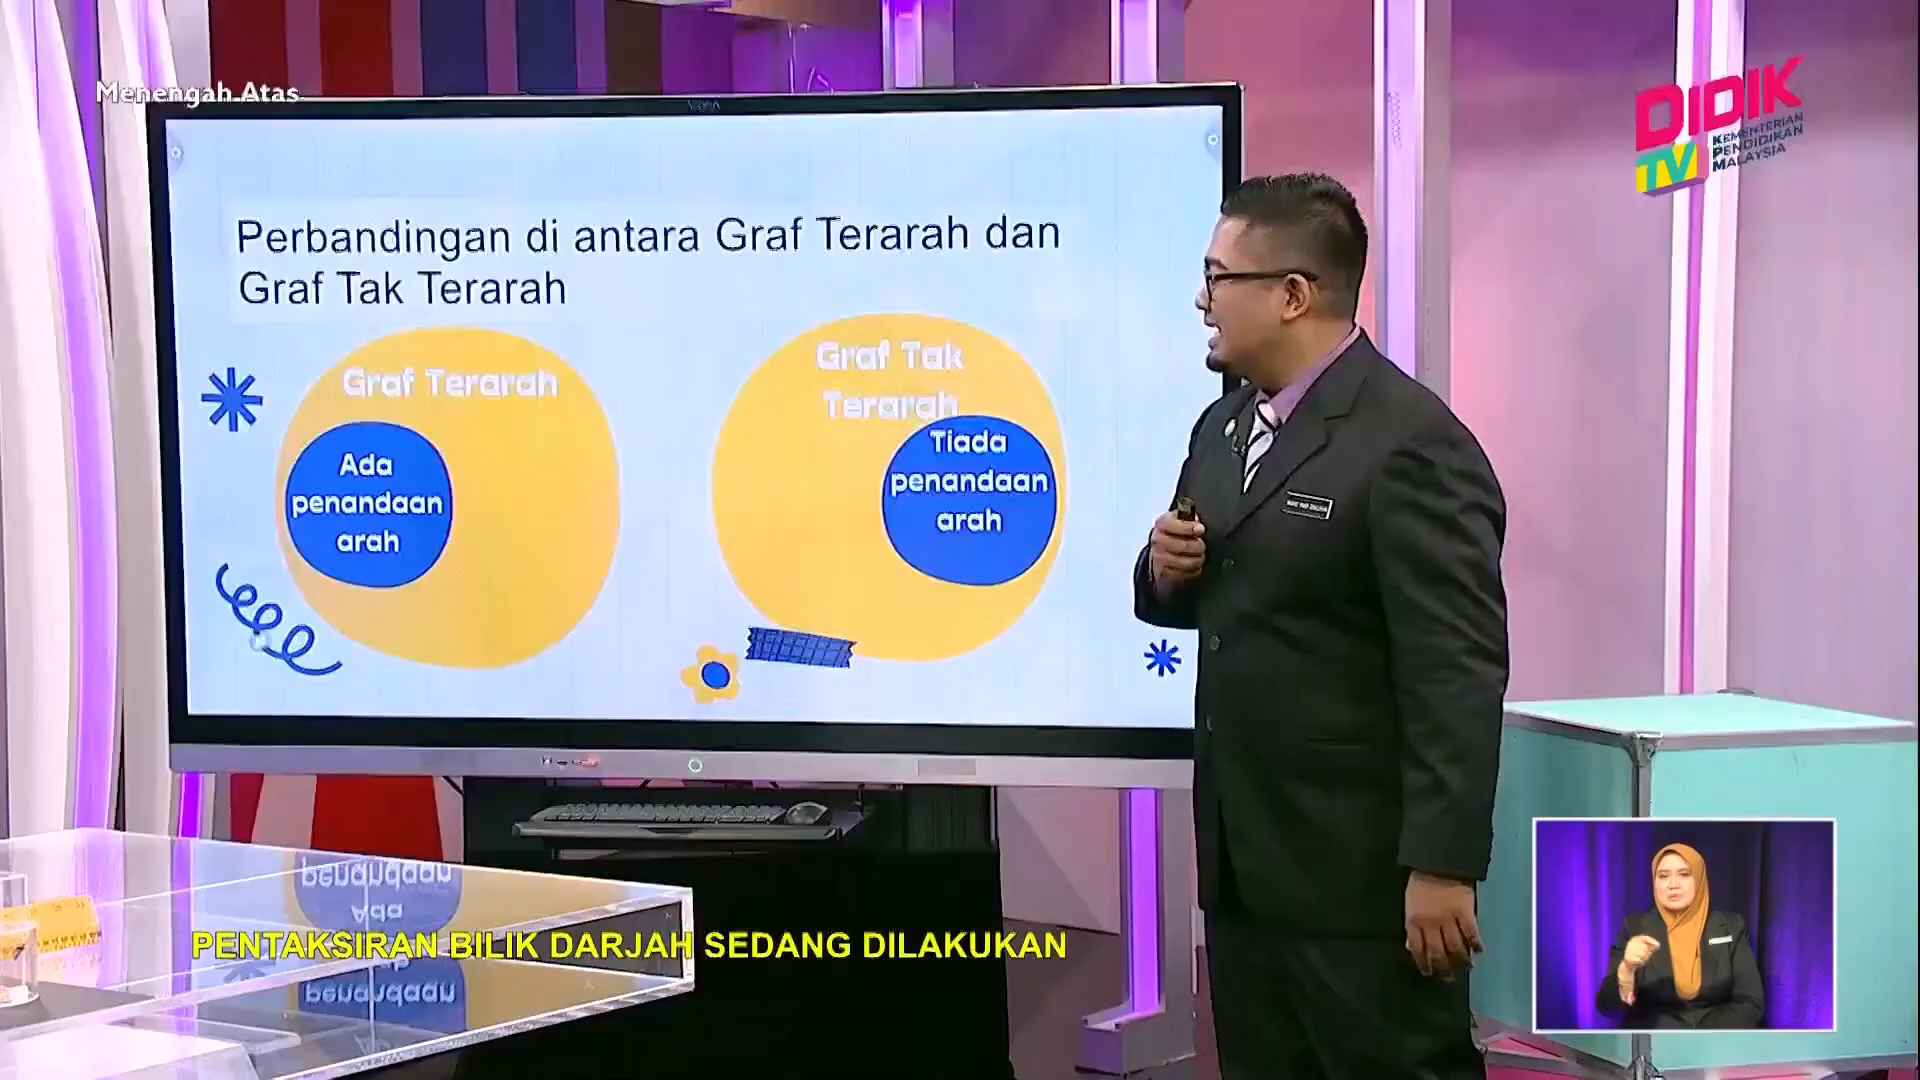 Menengah Atas
DIDIK
TV
KEMENTERIAN
PENDIDIKAN
MALAYSIA
Perbandingan di antara Graf Terarah dan
Graf Tak Terarah
Graf Terarah
Ada
penandaan
arah
Graf Tak
Terarah
Tiada
penandaan
arah
PENTAKSIRAN BILIK DARJAH SEDANG DILAKUKAN